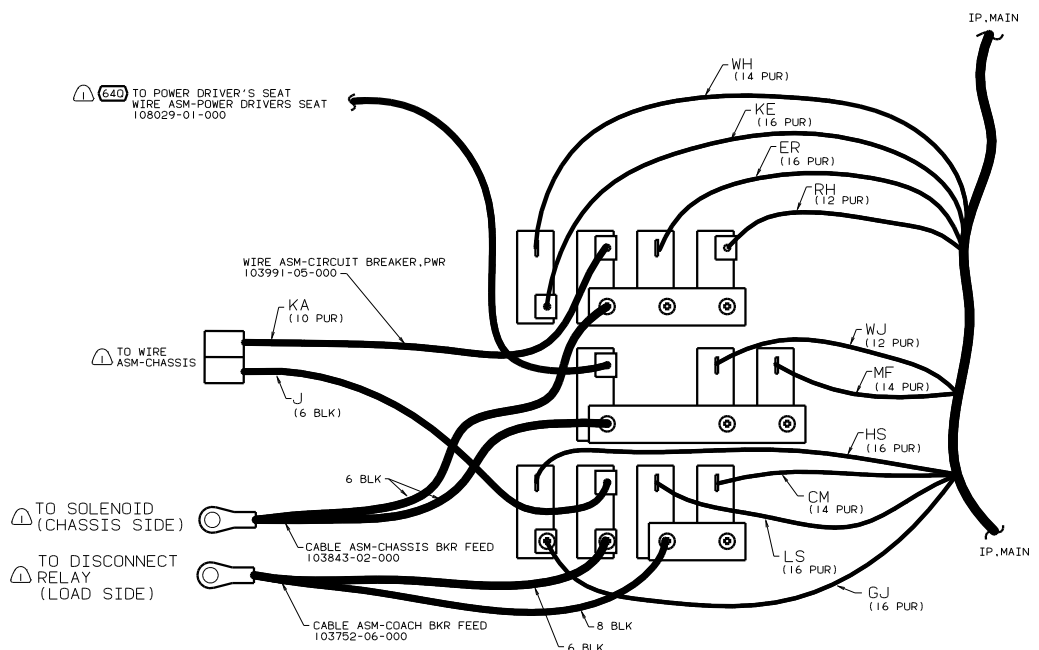 IP.MAIN
WH
(14 PUR)
1 640 TO POWER DRIVER'S SEAT
WIRE ASM-POWER DRIVERS SEAT
108029-01-000
KE
(16 PUR)
ER
(16 PUR)
RH
(12 PUR)
WIRE ASM-CIRCUIT BREAKER,PWR
103991-05-000
KA
(10 PUR)
WJ
(12 PUR)
1 TO WIRE
ASM-CHASSIS
MF
(14 PUR)
J
(6 BLK)
HS
(16 PUR)
6 BLK
CM
(14 PUR)
1 TO SOLENOID
(CHASSIS SIDE)
CABLE ASM-CHASSIS BKR FEED
103843-02-000
IP.MAIN
LS
(16 PUR)
1 TO DISCONNECT
RELAY
(LOAD SIDE)
GJ
(16 PUR)
CABLE ASM-COACH BKR FEED
103752-06-000
8 BLK
6 BLK